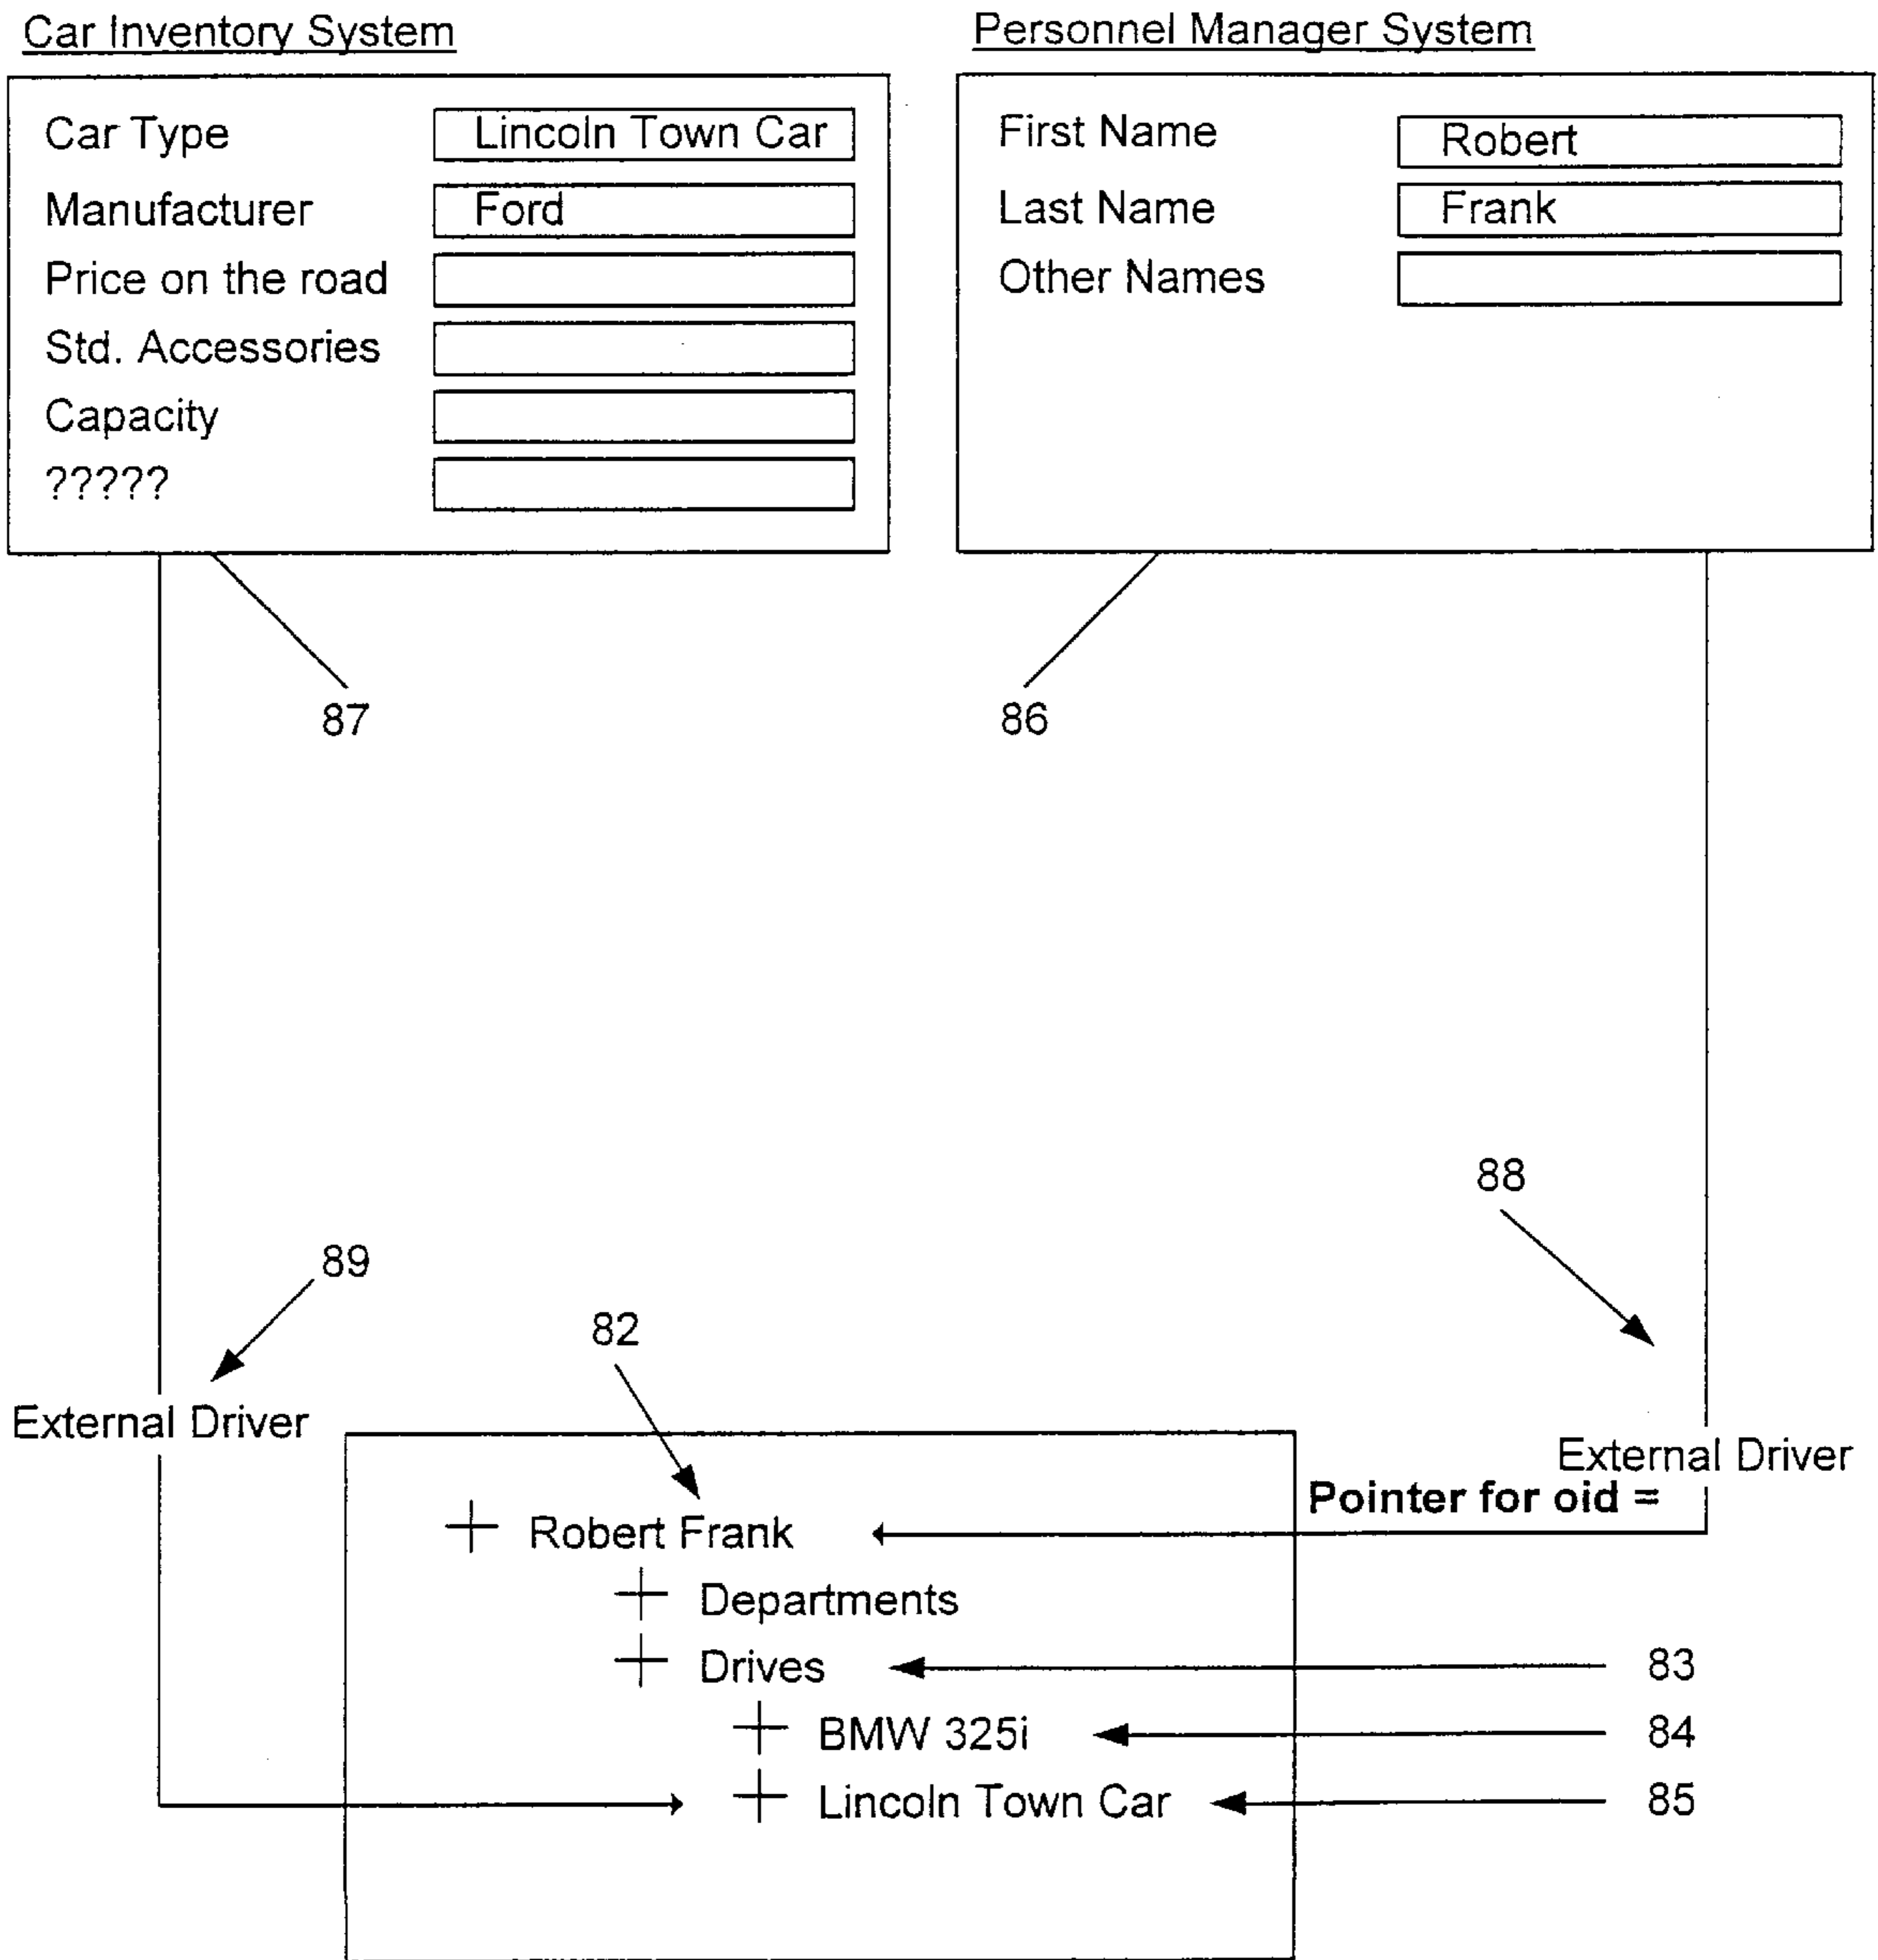 Car Inventory System
Car Type
Lincoln Town Car
Manufacturer
Ford
Price on the road
Std. Accessories
Capacity
?????
Personnel Manager System
First Name
Robert
Last Name
Frank
Other Names
87
86
88
89
82
External Driver
External Driver
Pointer for oid =
Robert Frank
Departments
Drives
83
BMW 325i
84
Lincoln Town Car
85